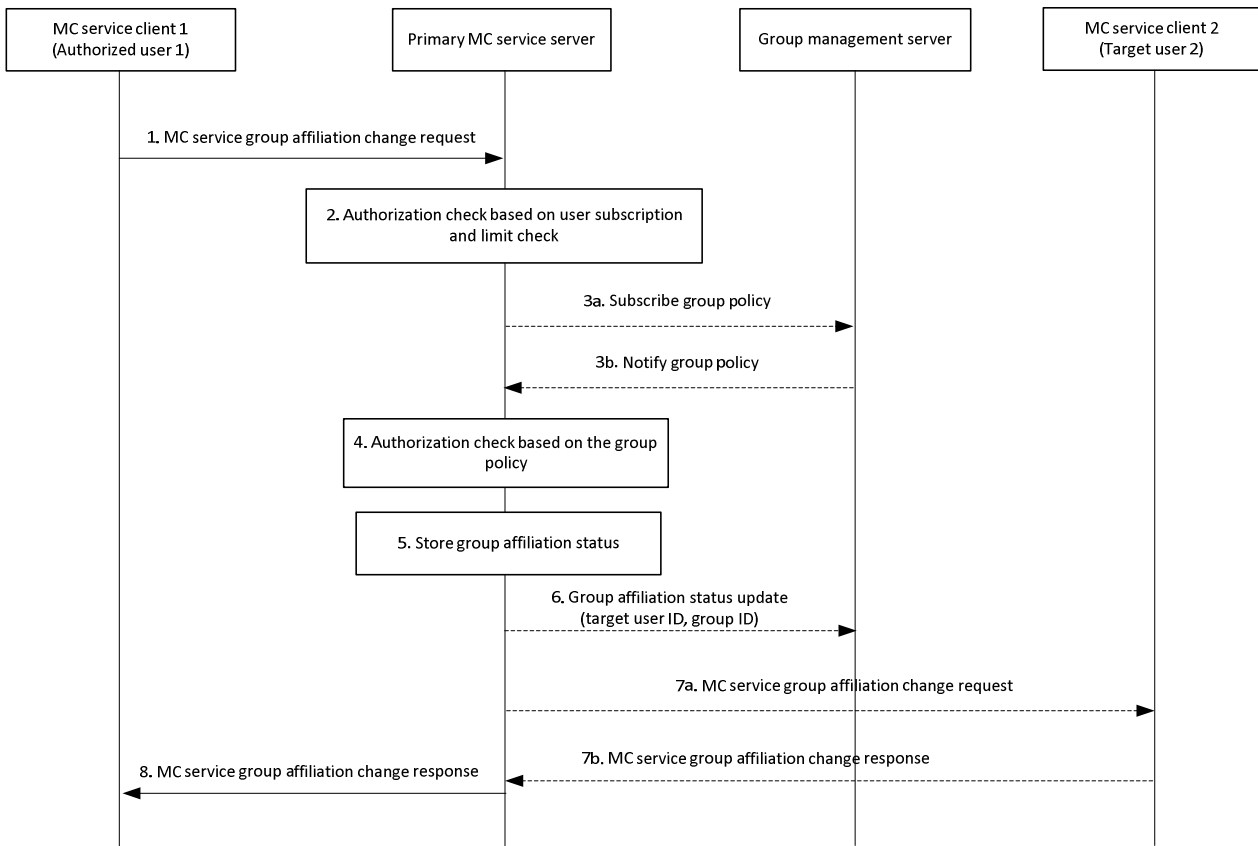 MC service client 1
(Authorized user 1)
Primary MC service server
Group management server
MC service client 2
(Target user 2)
1. MC service group affiliation change request
2. Authorization check based on user subscription
and limit check
3a. Subscribe group policy
3b. Notify group policy
4. Authorization check based on the group
policy
5. Store group affiliation status
6. Group affiliation status update
(target user ID, group ID)
7a. MC service group affiliation change request
7b. MC service group affiliation change response
8. MC service group affiliation change response